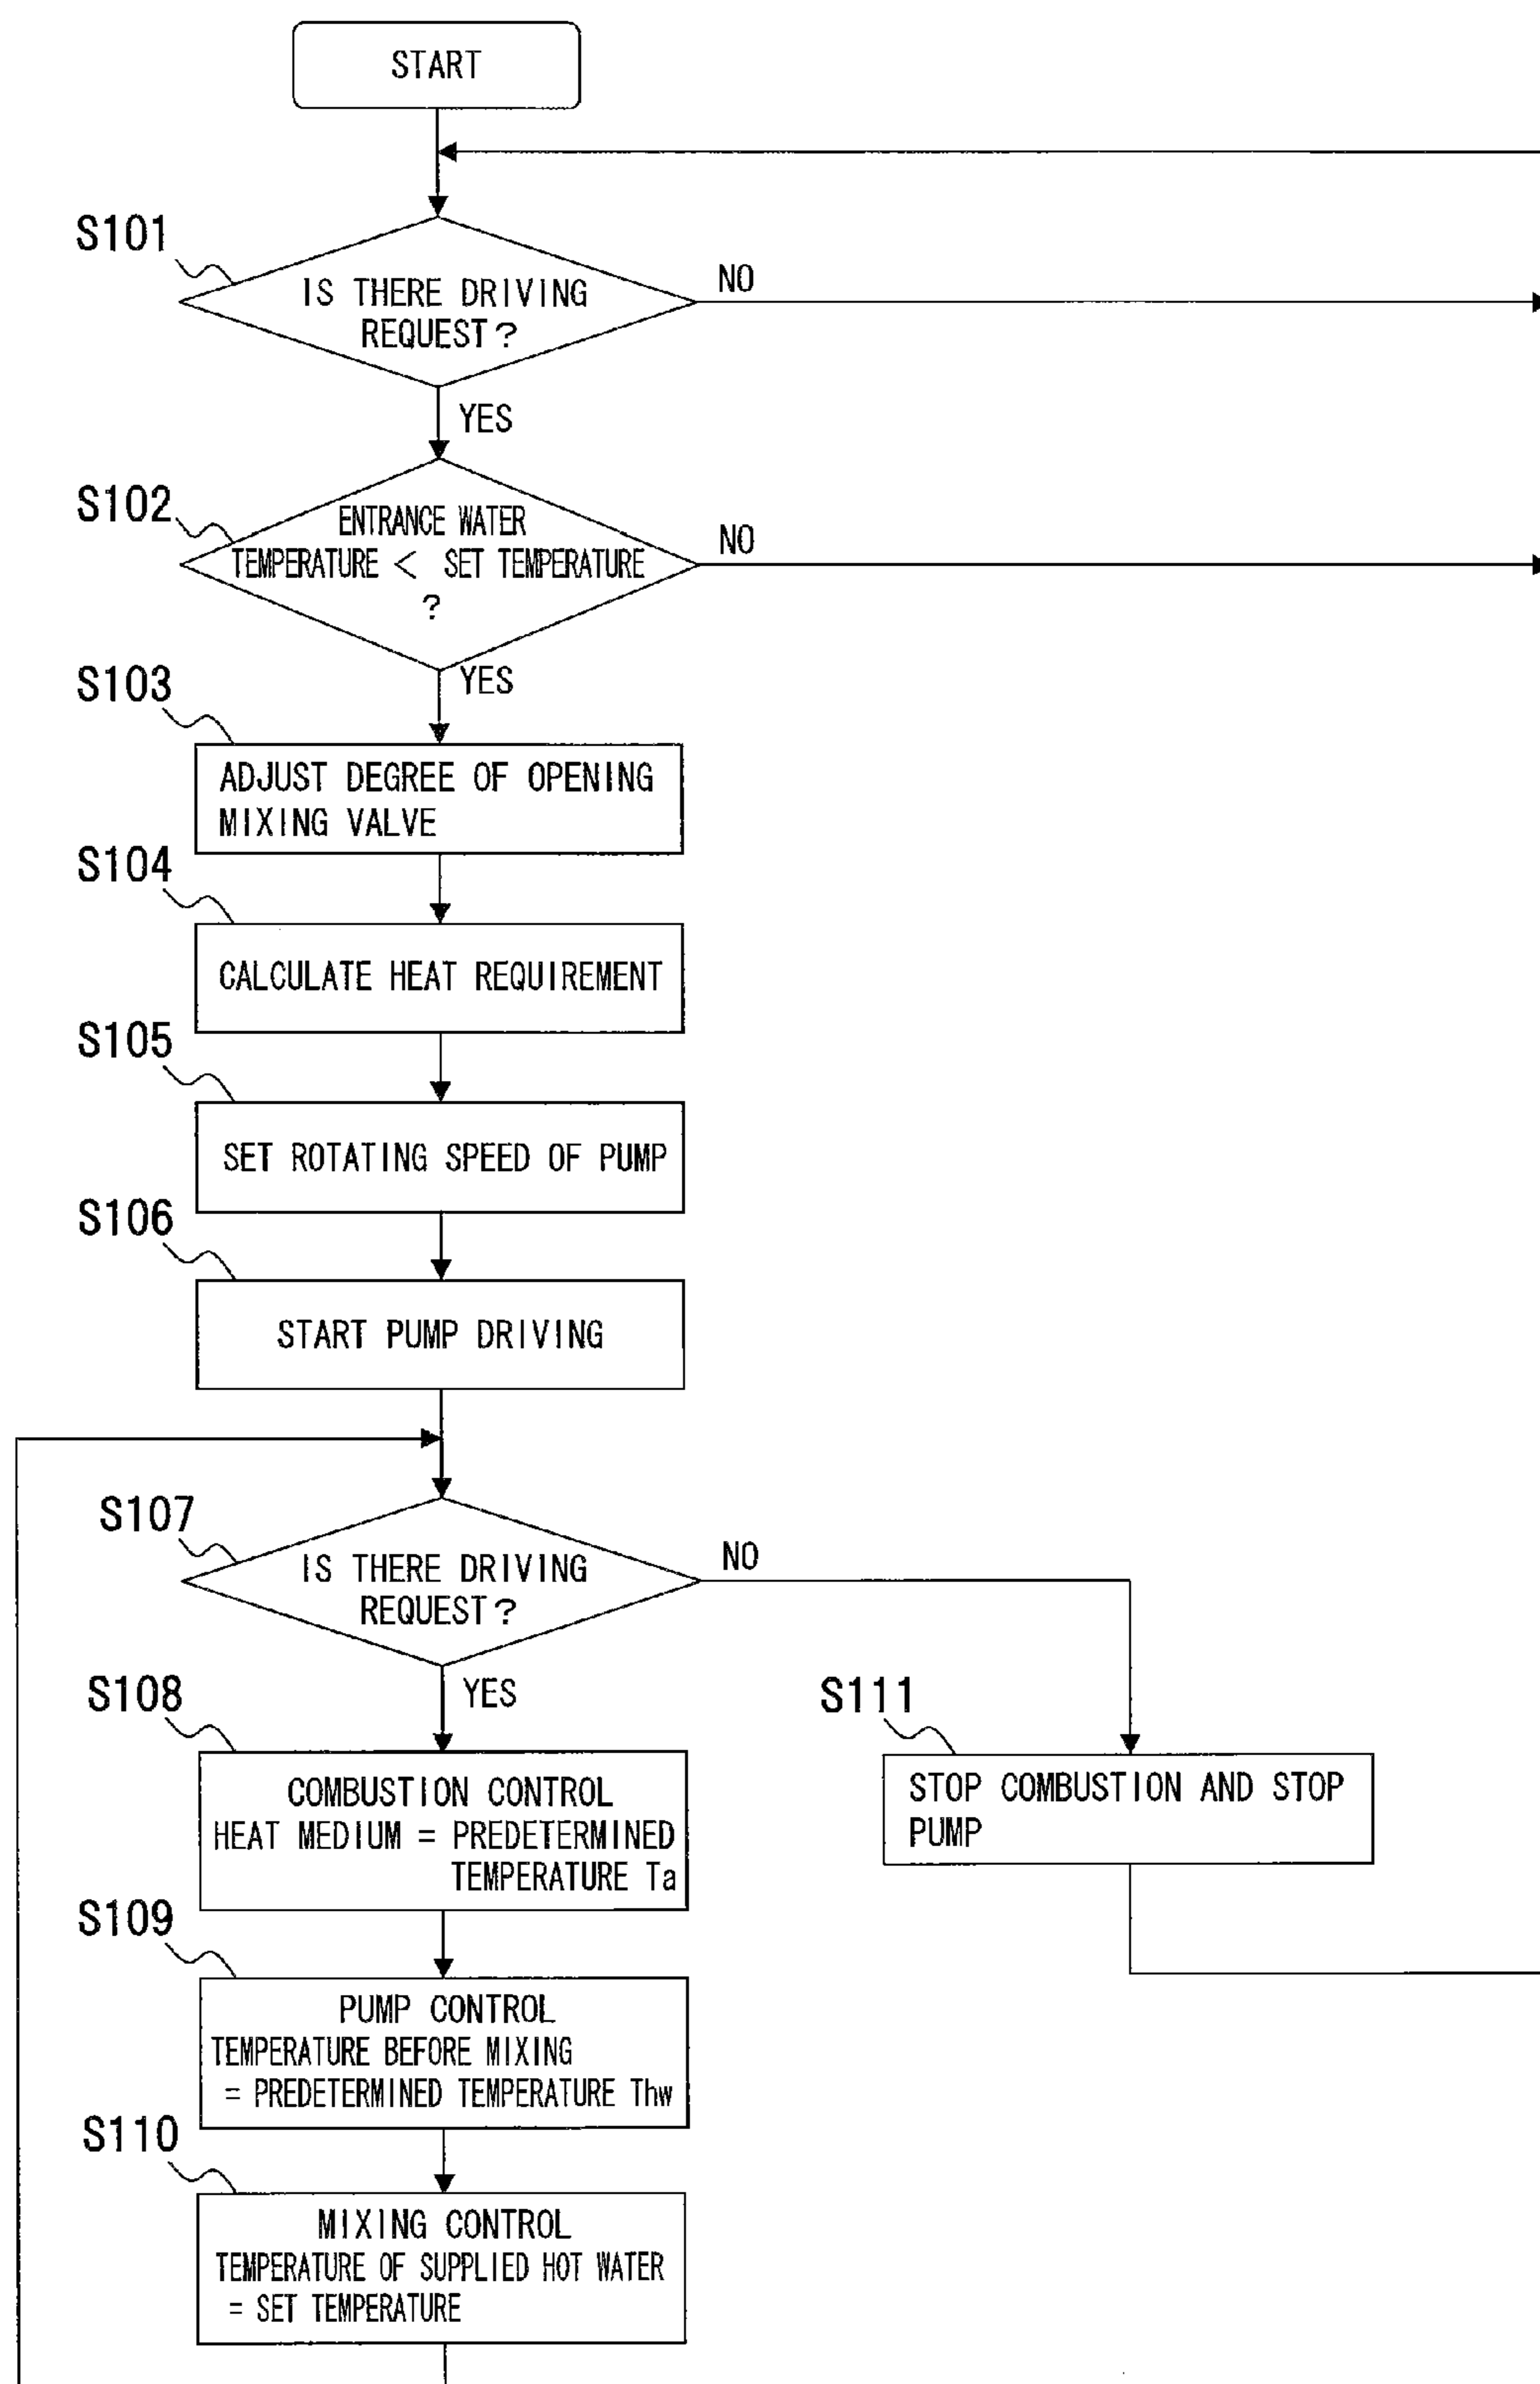 START
S101
IS THERE DRIVING
REQUEST?
NO
YES
S102
ENTRANCE WATER
TEMPERATURE < SET TEMPERATURE
?
NO
YES
S103
ADJUST DEGREE OF OPENING
MIXING VALVE
S104
CALCULATE HEAT REQUIREMENT
S105
SET ROTATING SPEED OF PUMP
S106
START PUMP DRIVING
S107
IS THERE DRIVING
REQUEST?
NO
YES
S108
COMBUSTION CONTROL
HEAT MEDIUM = PREDETERMINED
TEMPERATURE Ta
S111
STOP COMBUSTION AND STOP
PUMP
S109
PUMP CONTROL
TEMPERATURE BEFORE MIXING
= PREDETERMINED TEMPERATURE Thw
S110
MIXING CONTROL
TEMPERATURE OF SUPPLIED HOT WATER
= SET TEMPERATURE